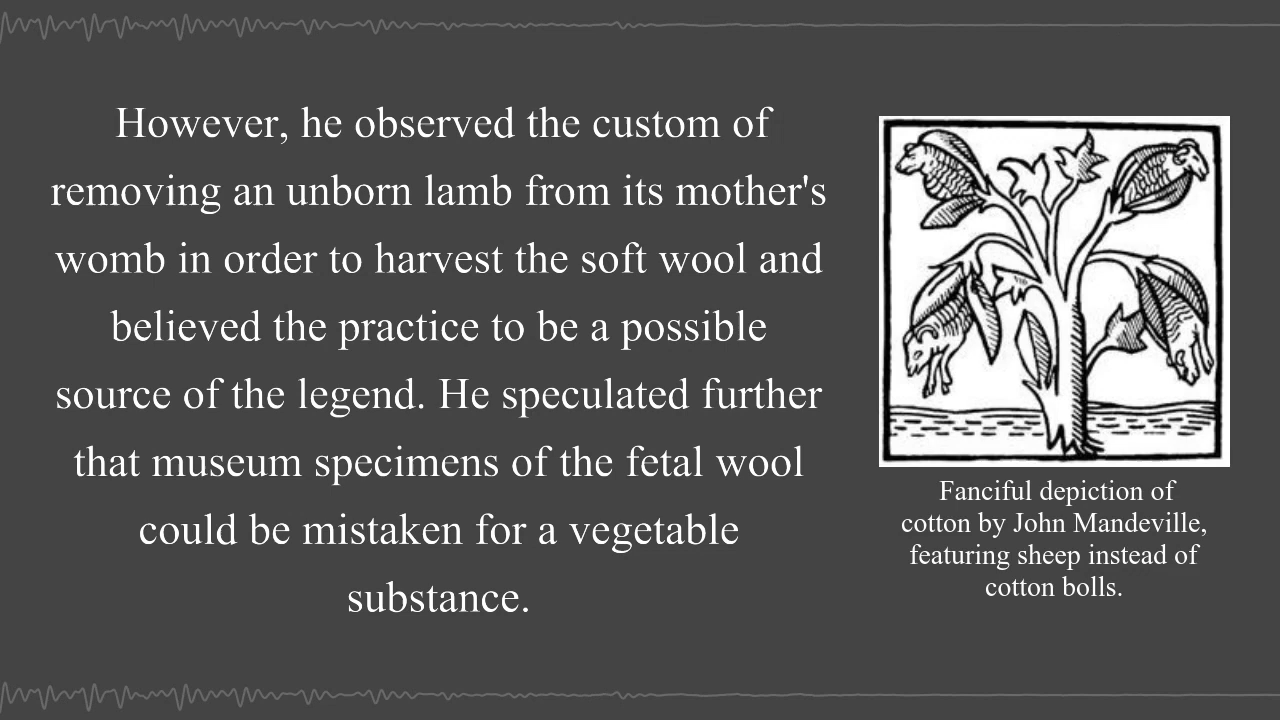 However, he observed the custom of
removing an unborn lamb from its mother's
womb in order to harvest the soft wool and
believed the practice to be a possible
source of the legend. He speculated further
that museum specimens of the fetal wool
could be mistaken for a vegetable
substance.
Fanciful depiction of
cotton by John Mandeville,
featuring sheep instead of
cotton bolls.